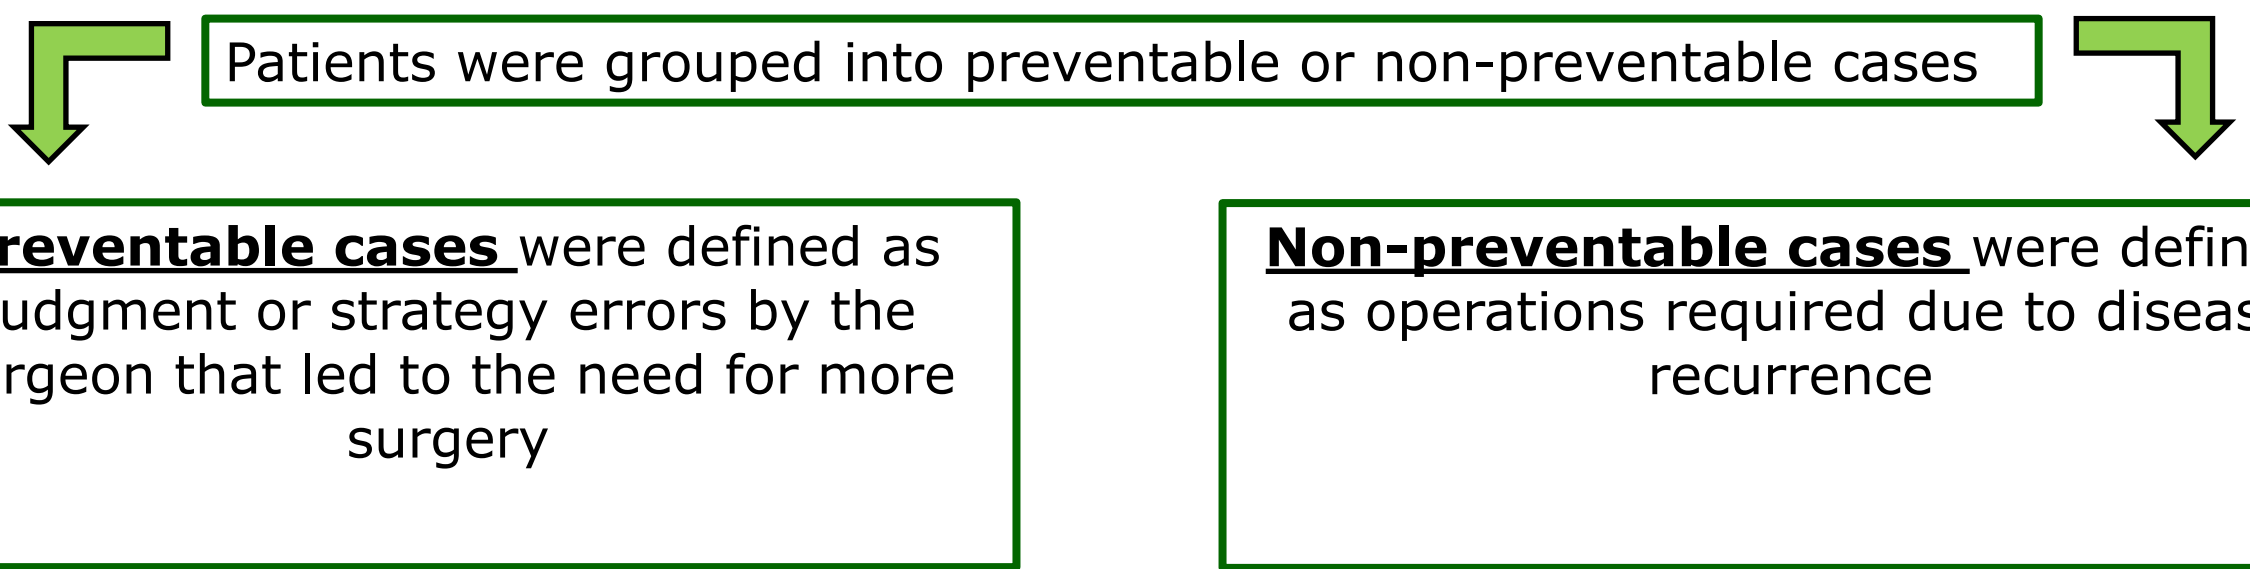 Patients were grouped into preventable or non-preventable cases
reventable cases were defined as
udgment or strategy errors by the
rgeon that led to the need for more
surgery
Non-preventable cases were defin
as operations required due to diseas
recurrence